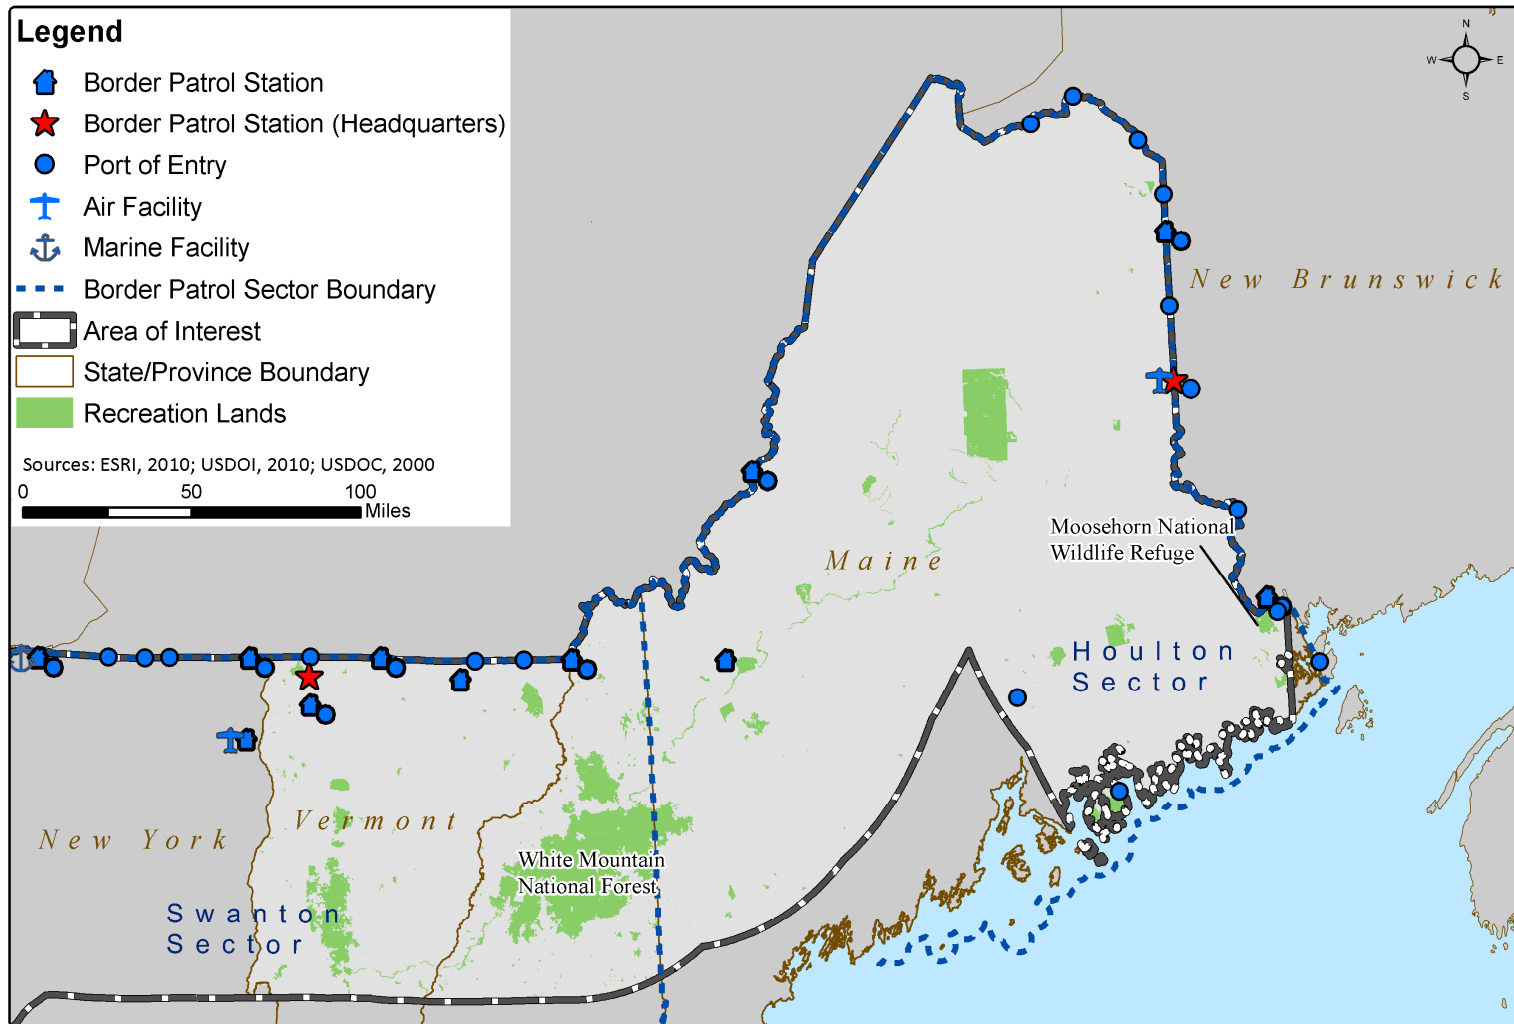 Legend
Border Patrol Station
Border Patrol Station (Headquarters)
Port of Entry
Air Facility
Marine Facility
Border Patrol Sector Boundary
Area of Interest
State/Province Boundary
Recreation Lands
Sources: ESRI, 2010; USDOI, 2010; USDOC, 2000
0 50 100
Miles
N
W E
S
New Brunswick
Moosehorn National
Wildlife Refuge
Maine
Houlton
Sector
New York
Vermont
White Mountain
National Forest
Swanton
Sector